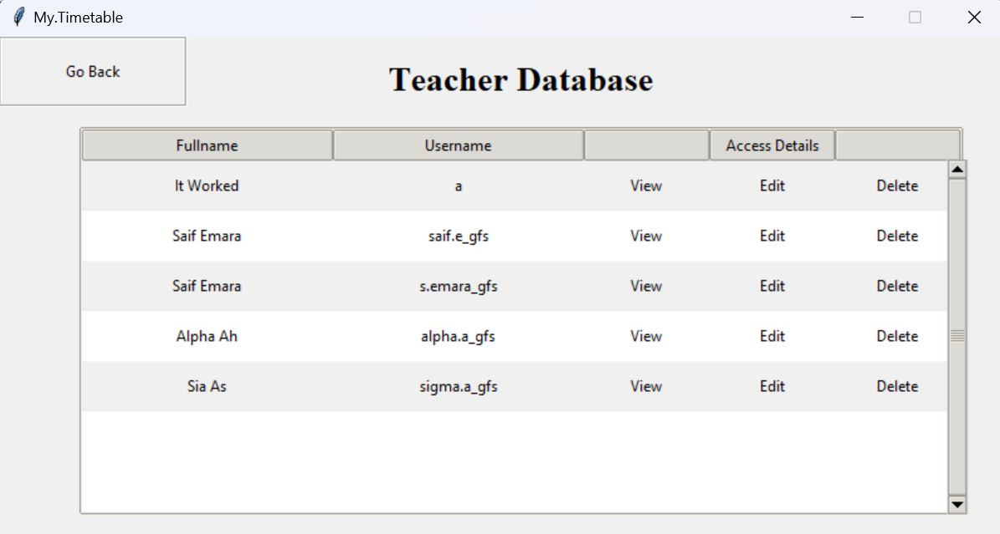 My.Timetable
Go Back
Teacher Database
Fullname Username Access Details
It Worked a View Edit Delete
Saif Emara saif.e_gfs View Edit Delete
Saif Emara s.emara_gfs View Edit Delete
Alpha Ah alpha.a_gfs View Edit Delete
Sia As sigma.a_gfs View Edit Delete